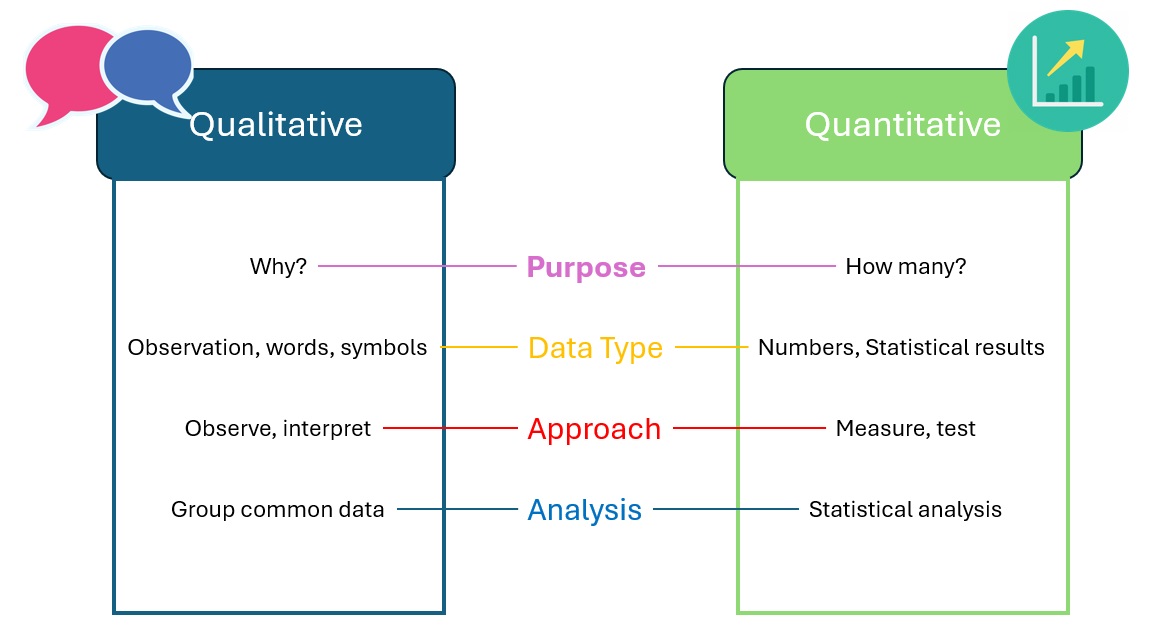 Qualitative
Quantitative
Why? Purpose How many?
Observation, words, symbols Data Type Numbers, Statistical results
Observe, interpret Approach Measure, test
Group common data Analysis Statistical analysis